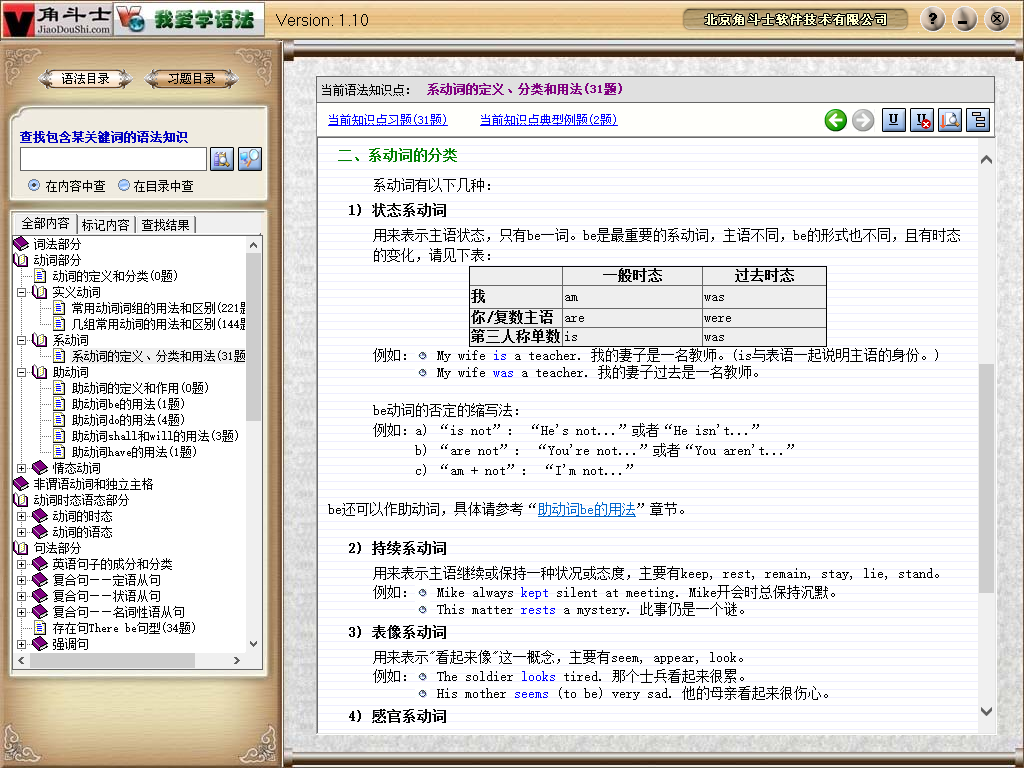 角斗士
JiaoDouShi.com
我爱学语法
Version: 1.10
北京角斗士软件技术有限公司
语法目录
习题目录
查找包含某关键词的语法知识
在内容中查
在目录中查
全部内容
标记内容
查找结果
词法部分
动词部分
动词的定义和分类(0题)
实义动词
常用动词词组的用法和区别(221题
几组常用动词的用法和区别(144题
系动词
系动词的定义、分类和用法(31题
助动词
助动词的定义和作用(0题)
助动词be的用法(1题)
助动词do的用法(4题)
助动词shall和will的用法(3题)
助动词have的用法(1题)
情态动词
非谓语动词和独立主格
动词时态语态部分
动词的时态
动词的语态
句法部分
英语句子的成分和分类
复合句——定语从句
复合句——状语从句
复合句——名词性语从句
存在句There be句型(34题)
强调句
当前语法知识点： 系动词的定义、分类和用法(31题)
当前知识点习题(31题)
当前知识点典型例题(2题)
二、系动词的分类
系动词有以下几种：
1) 状态系动词
用来表示主语状态，只有be一词。be是最重要的系动词，主语不同，be的形式也不同，且有时态
的变化，请见下表：
一般时态 过去时态
我 am was
你/复数主语 are were
第三人称单数 is was
例如： My wife is a teacher. 我的妻子是一名教师。(is与表语一起说明主语的身份。)
My wife was a teacher. 我的妻子过去是一名教师。
be动词的否定的缩写法：
例如：a) “is not”： “He's not...”或者“He isn't...”
b) “are not”： “You're not...”或者“You aren't...”
c) “am + not”： “I'm not...”
be还可以作助动词，具体请参考“助动词be的用法”章节。
2) 持续系动词
用来表示主语继续或保持一种状况或态度，主要有keep, rest, remain, stay, lie, stand。
例如： Mike always kept silent at meeting. Mike开会时总保持沉默。
This matter rests a mystery. 此事仍是一个谜。
3) 表像系动词
用来表示"看起来像"这一概念，主要有seem, appear, look。
例如： The soldier looks tired. 那个士兵看起来很累。
His mother seems (to be) very sad. 他的母亲看起来很伤心。
4) 感官系动词